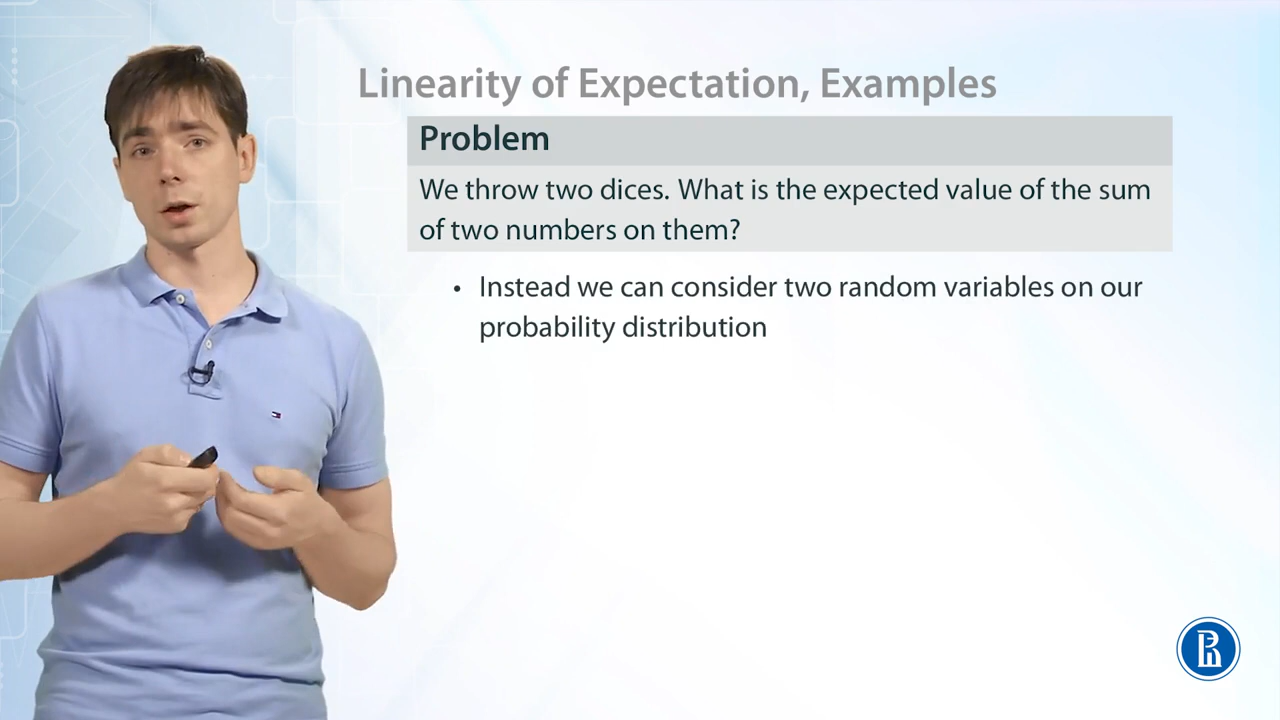 Linearity of Expectation, Examples
Problem
We throw two dices. What is the expected value of the sum
of two numbers on them?
• Instead we can consider two random variables on our
probability distribution